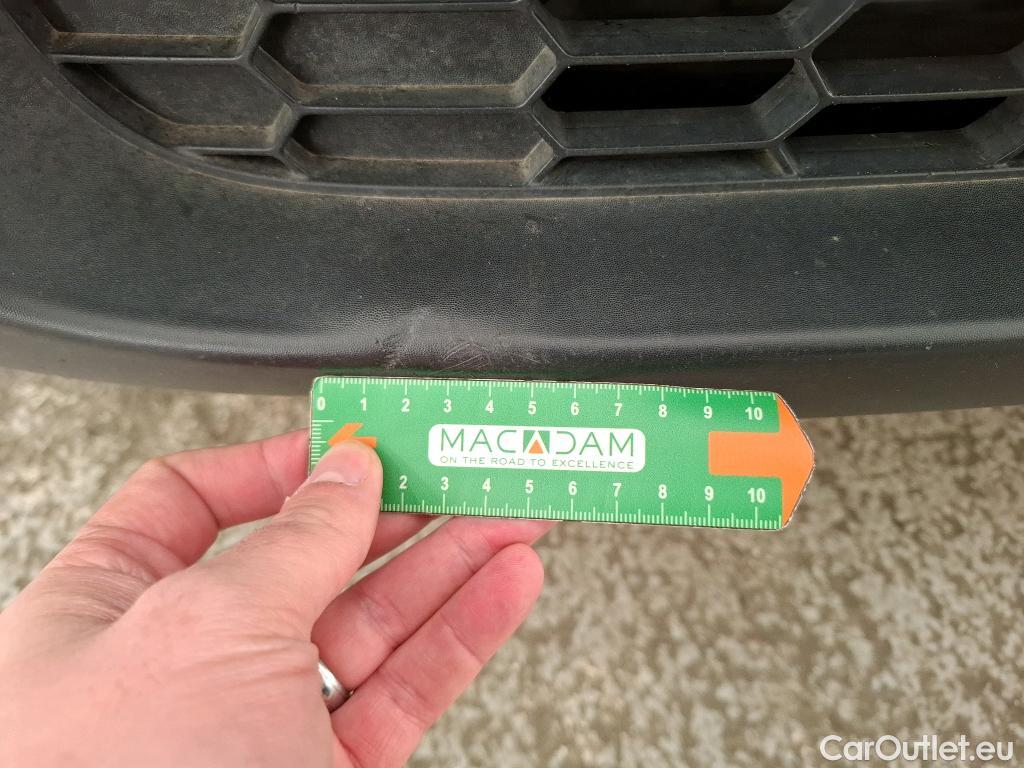 0 1 2 3 4 5 6 7 8 9 10
MACADAM
ON THE ROAD TO EXCELLENCE
2 3 4 5 6 7 8 9 10
CarOutlet.eu